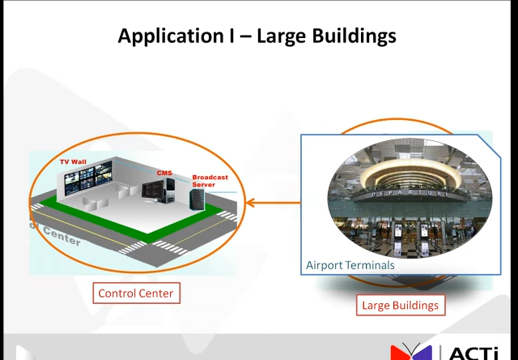 Application I – Large Buildings
TV Wall
CMS
Broadcast
Server
Center
Airport Terminals
Control Center
Large Buildings
ACTi